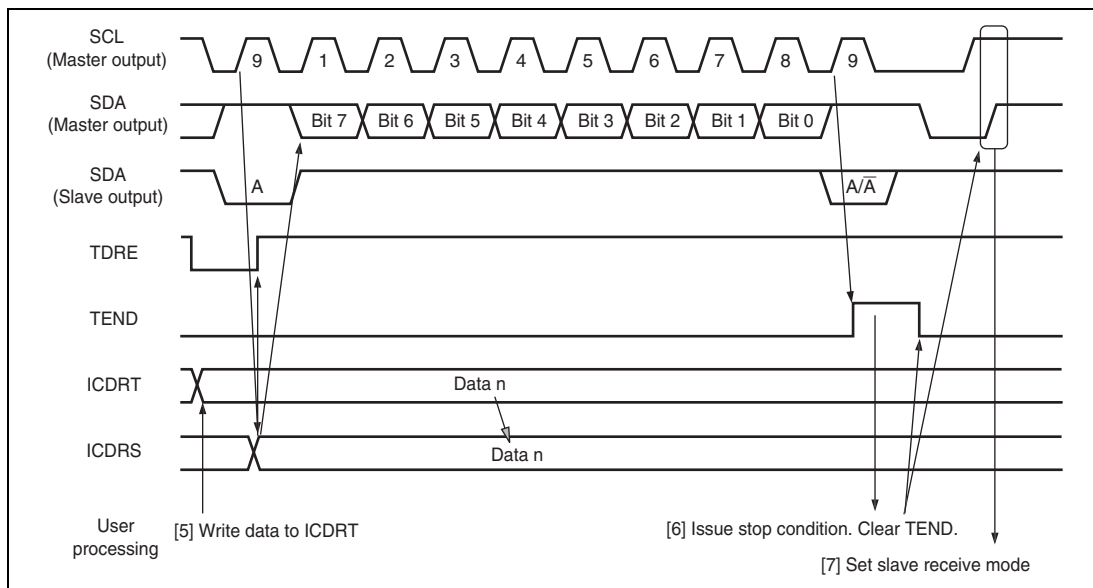 SCL
(Master output)
9 1 2 3 4 5 6 7 8 9
SDA
(Master output)
Bit 7 Bit 6 Bit 5 Bit 4 Bit 3 Bit 2 Bit 1 Bit 0
SDA
(Slave output)
A A/A̅
TDRE
TEND
ICDRT
Data n
ICDRS
Data n
User
processing
[5] Write data to ICDRT
[6] Issue stop condition. Clear TEND.
[7] Set slave receive mode